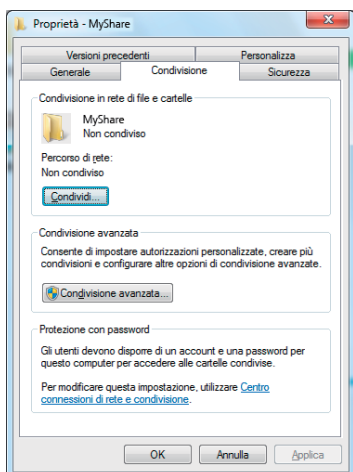 Proprietà - MyShare
Versioni precedenti
Personalizza
Generale
Condivisione
Sicurezza
Condivisione in rete di file e cartelle
MyShare
Non condiviso
Percorso di rete:
Non condiviso
Condividi...
Condivisione avanzata
Consente di impostare autorizzazioni personalizzate, creare più
condivisioni e configurare altre opzioni di condivisione avanzate.
Condivisione avanzata...
Protezione con password
Gli utenti devono disporre di un account e una password per
questo computer per accedere alle cartelle condivise.
Per modificare questa impostazione, utilizzare Centro
connessioni di rete e condivisione.
OK
Annulla
Applica